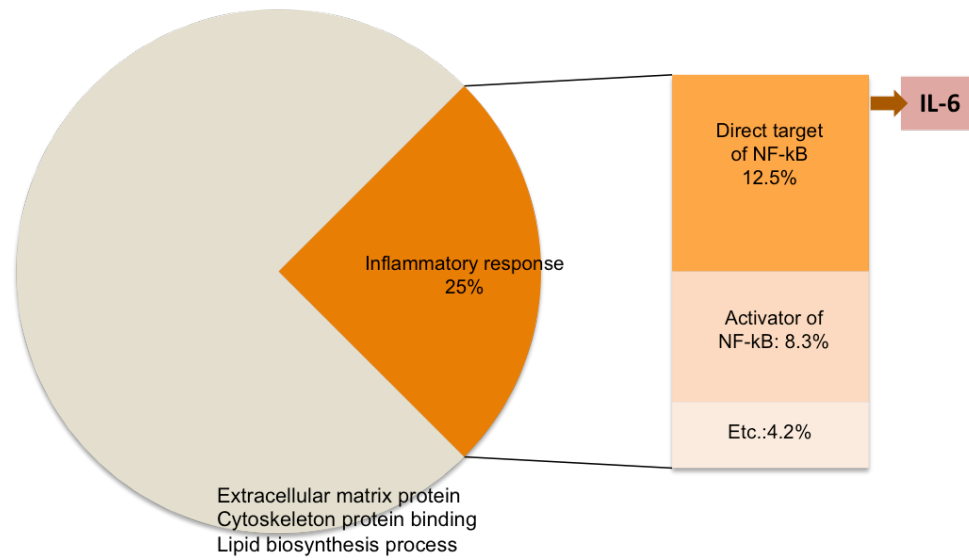 IL-6
Direct target
of NF-kB
12.5%
Inflammatory response
25%
Activator of
NF-kB: 8.3%
Etc.:4.2%
Extracellular matrix protein
Cytoskeleton protein binding
Lipid biosynthesis process